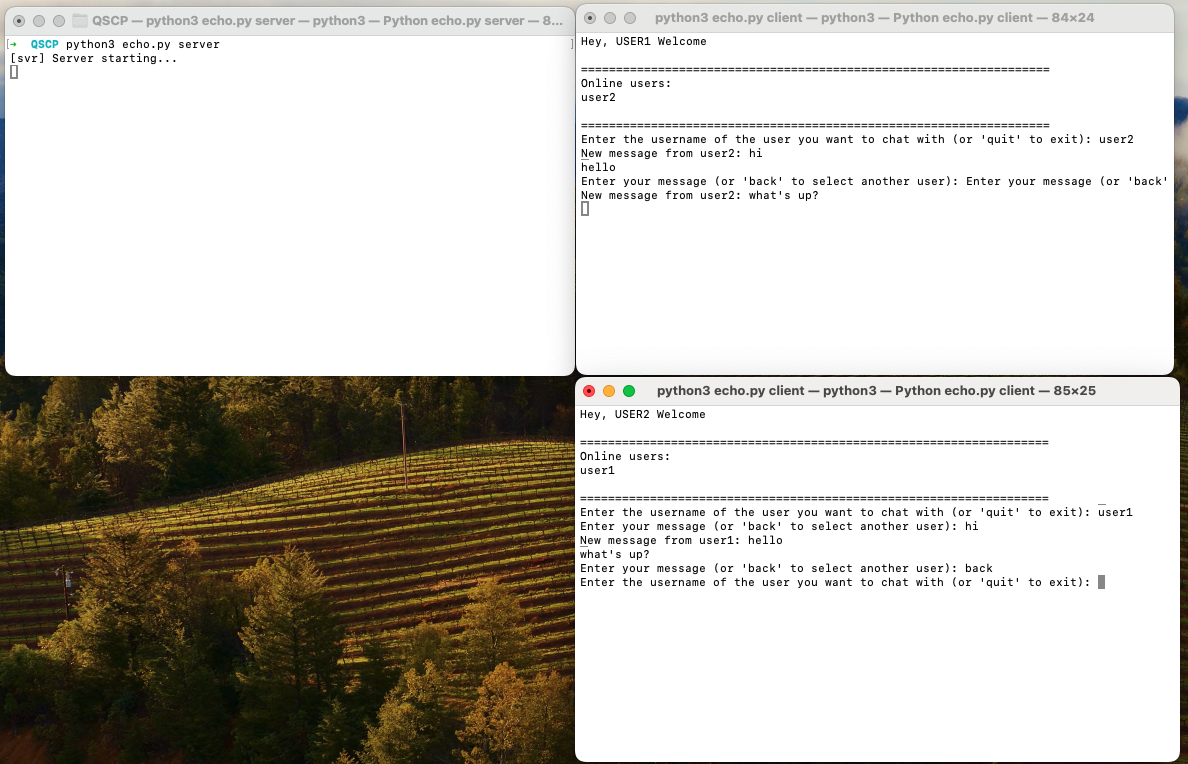 QSCP — python3 echo.py server — python3 — Python echo.py server — 8...
[➜ QSCP python3 echo.py server ]
[svr] Server starting...
python3 echo.py client — python3 — Python echo.py client — 84×24
Hey, USER1 Welcome
===================================================================
Online users:
user2
===================================================================
Enter the username of the user you want to chat with (or 'quit' to exit): user2
New message from user2: hi
hello
Enter your message (or 'back' to select another user): Enter your message (or 'back'
New message from user2: what's up?
python3 echo.py client — python3 — Python echo.py client — 85×25
Hey, USER2 Welcome
===================================================================
Online users:
user1
===================================================================
Enter the username of the user you want to chat with (or 'quit' to exit): user1
Enter your message (or 'back' to select another user): hi
New message from user1: hello
what's up?
Enter your message (or 'back' to select another user): back
Enter the username of the user you want to chat with (or 'quit' to exit):